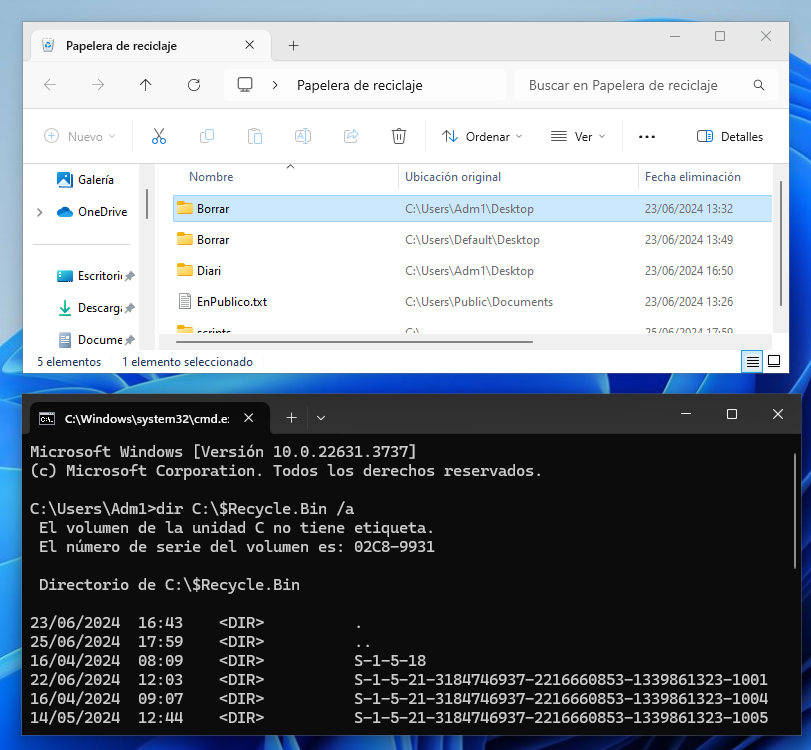 Papelera de reciclaje
Papelera de reciclaje
Buscar en Papelera de reciclaje
Nuevo
Ordenar
Ver
Detalles
Nombre Ubicación original Fecha eliminación
Galería
OneDrive
Escritorio
Descarga
Docume
Borrar C:\Users\Adm1\Desktop 23/06/2024 13:32
Borrar C:\Users\Default\Desktop 23/06/2024 13:49
Diari C:\Users\Adm1\Desktop 23/06/2024 16:50
EnPublico.txt C:\Users\Public\Documents 23/06/2024 13:26
scripts C:\ 25/06/2024 17:59
5 elementos 1 elemento seleccionado
C:\Windows\system32\cmd.e:
Microsoft Windows [Versión 10.0.22631.3737]
(c) Microsoft Corporation. Todos los derechos reservados.
C:\Users\Adm1>dir C:\$Recycle.Bin /a
El volumen de la unidad C no tiene etiqueta.
El número de serie del volumen es: 02C8-9931
Directorio de C:\$Recycle.Bin
23/06/2024 16:43 <DIR> .
25/06/2024 17:59 <DIR> ..
16/04/2024 08:09 <DIR> S-1-5-18
22/06/2024 12:03 <DIR> S-1-5-21-3184746937-2216660853-1339861323-1001
16/04/2024 09:07 <DIR> S-1-5-21-3184746937-2216660853-1339861323-1004
14/05/2024 12:44 <DIR> S-1-5-21-3184746937-2216660853-1339861323-1005